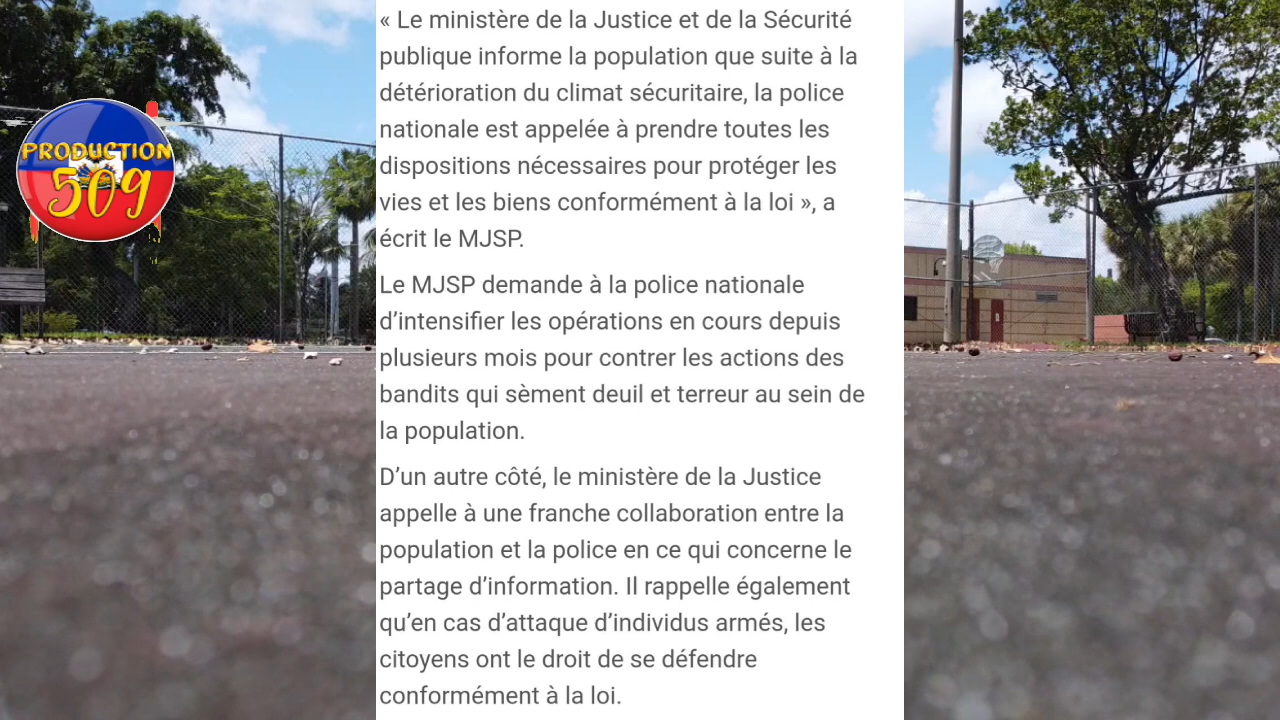 PRODUCTION
509
« Le ministère de la Justice et de la Sécurité
publique informe la population que suite à la
détérioration du climat sécuritaire, la police
nationale est appelée à prendre toutes les
dispositions nécessaires pour protéger les
vies et les biens conformément à la loi », a
écrit le MJSP.
Le MJSP demande à la police nationale
d’intensifier les opérations en cours depuis
plusieurs mois pour contrer les actions des
bandits qui sèment deuil et terreur au sein de
la population.
D’un autre côté, le ministère de la Justice
appelle à une franche collaboration entre la
population et la police en ce qui concerne le
partage d’information. Il rappelle également
qu’en cas d’attaque d’individus armés, les
citoyens ont le droit de se défendre
conformément à la loi.